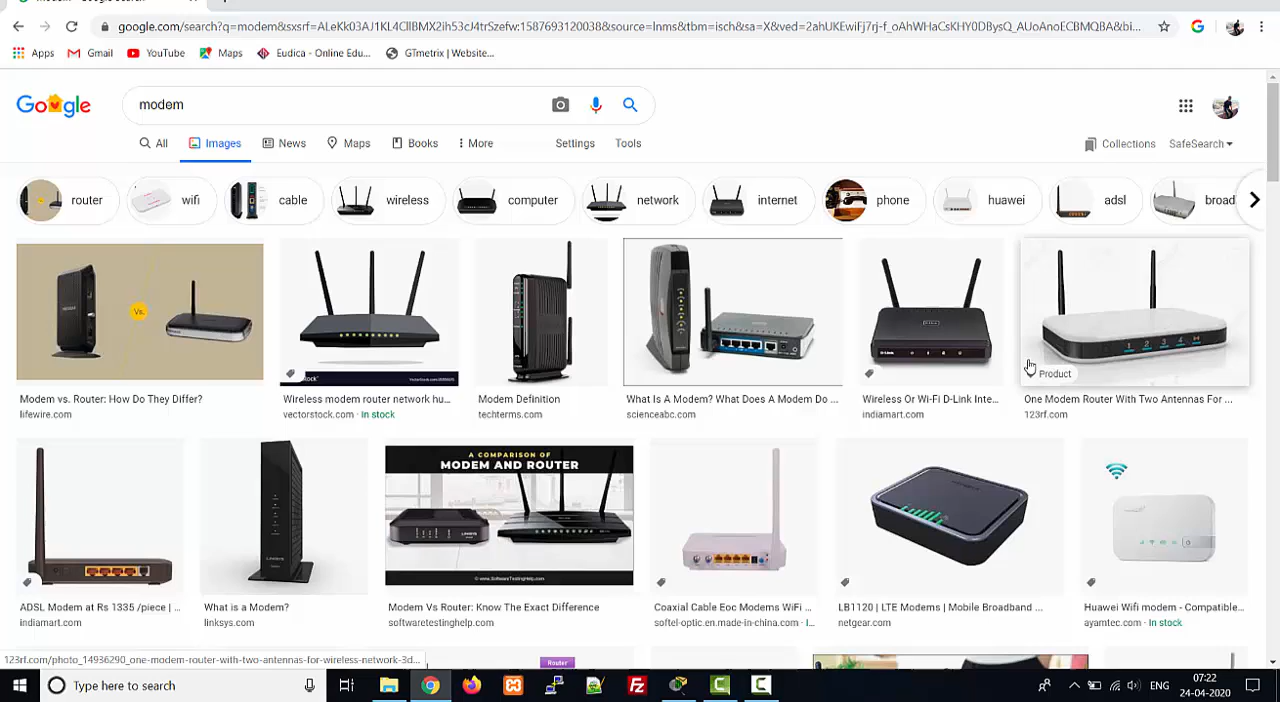 google.com/search?q=modem&sxsrf=ALeKk03AJ1KL4CllBMX2ih53cJ4trSzefw:1587693120038&source=lnms&tbm=isch&sa=X&ved=2ahUKEwiFj7rj-f_oAhWHaCsKHY0DBysQ_AUoAnoECBMQBA&bi...
Apps Gmail YouTube Maps Eudica - Online Edu... GTmetrix | Website...
Google modem
All Images News Maps Books More Settings Tools Collections SafeSearch
router wifi cable wireless computer network internet phone huawei adsl broad
Vs.
Product
Modem vs. Router: How Do They Differ?
lifewire.com
Wireless modem router network hu...
vectorstock.com · In stock
Modem Definition
techterms.com
What Is A Modem? What Does A Modem Do ...
scienceabc.com
Wireless Or Wi-Fi D-Link Inte...
indiamart.com
One Modem Router With Two Antennas For ...
123rf.com
A COMPARISON OF
MODEM AND ROUTER
© www.SoftwareTestingHelp.com
ADSL Modem at Rs 1335 /piece | ...
indiamart.com
What is a Modem?
linksys.com
Modem Vs Router: Know The Exact Difference
softwaretestinghelp.com
Coaxial Cable Eoc Modems WiFi ...
softel-optic.en.made-in-china.com · I...
LB1120 | LTE Modems | Mobile Broadband ...
netgear.com
Huawei Wifi modem - Compatible...
ayamtec.com · In stock
123rf.com/photo_14936290_one-modem-router-with-two-antennas-for-wireless-network-3d...
Router
Type here to search
ENG
07:22
24-04-2020